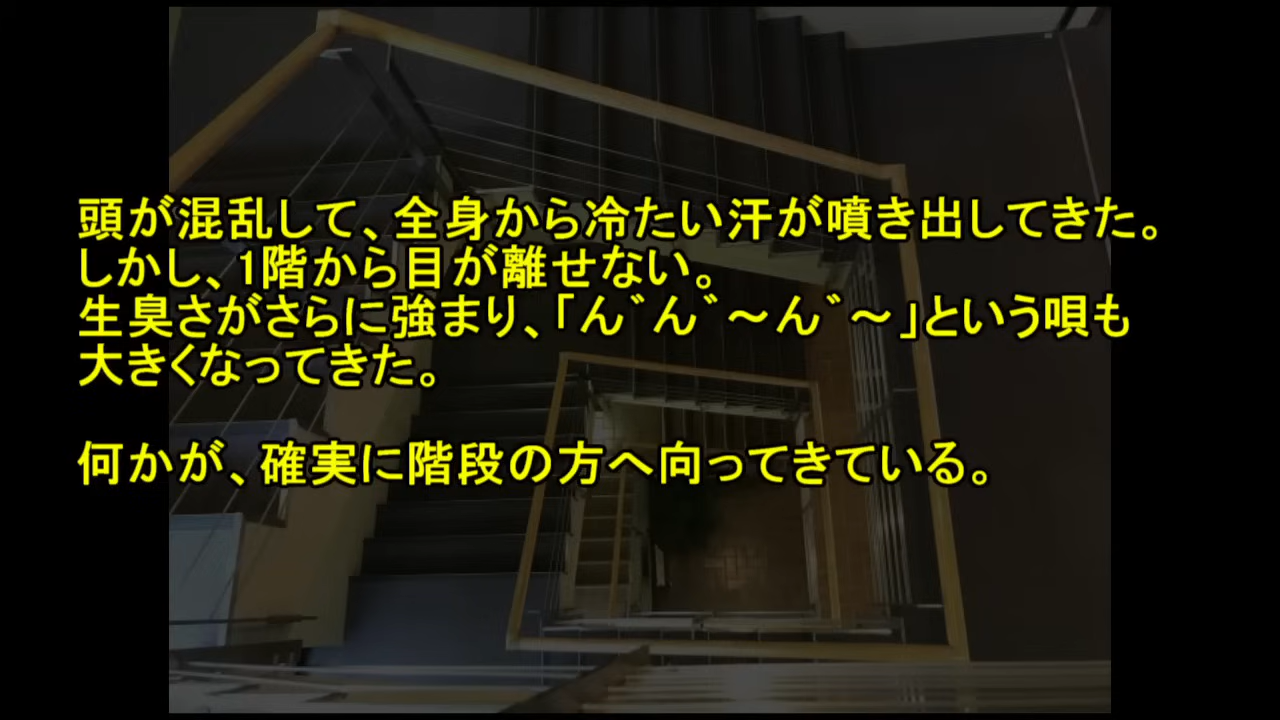 頭が混乱して、全身から冷たい汗が噴き出してきた。
しかし、1階から目が離せない。
生臭さがさらに強まり、「ん゛ん゛～ん゛～」という唄も
大きくなってきた。
何かが、確実に階段の方へ向ってきている。